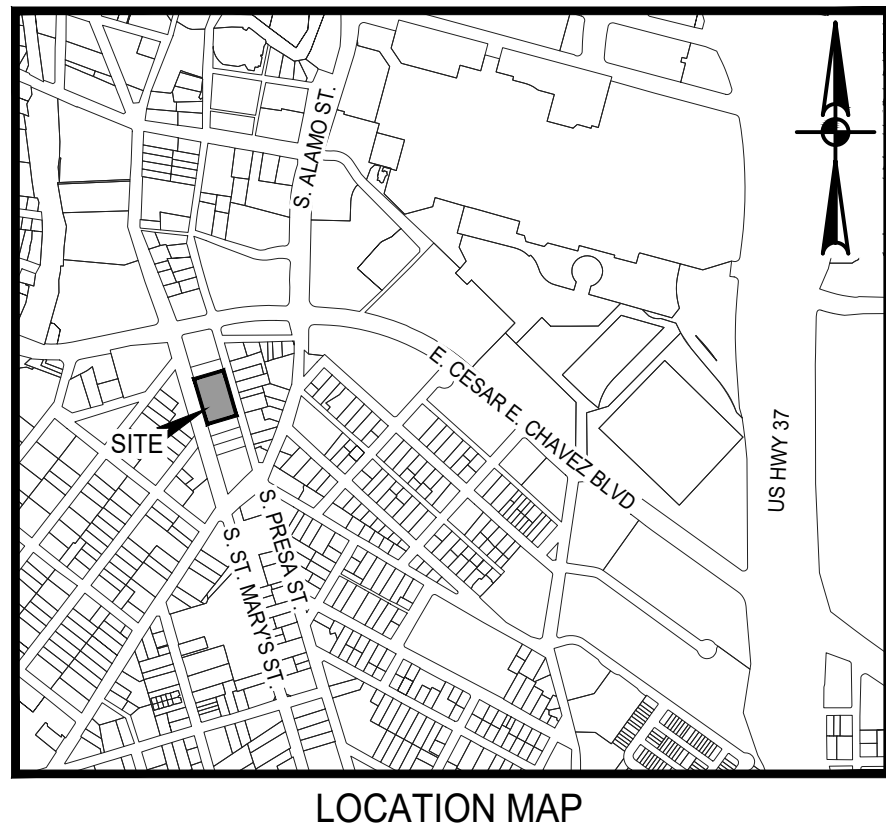 S. ALAMO ST.
E. CESAR E. CHAVEZ BLVD
US HWY 37
SITE
S. PRESA ST.
S. ST. MARY'S ST.
LOCATION MAP